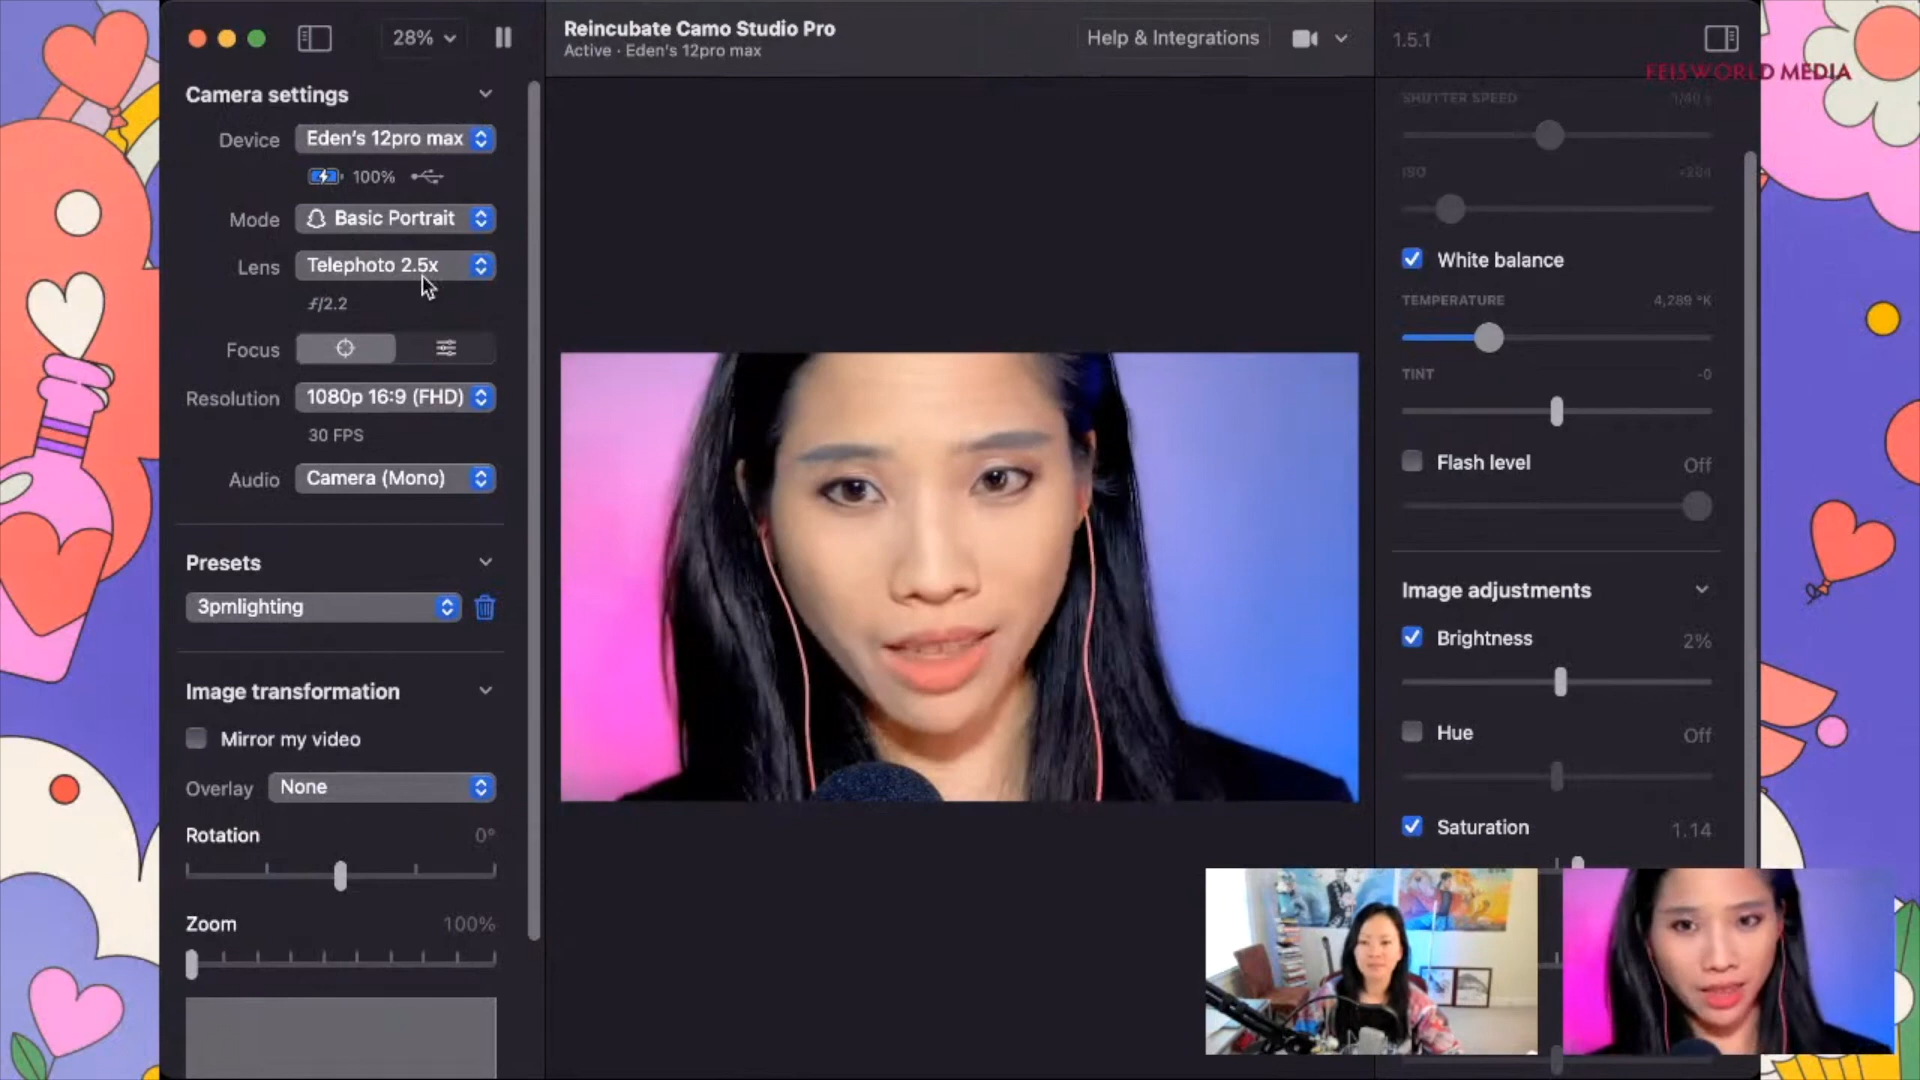 28%
Reincubate Camo Studio Pro
Active · Eden's 12pro max
Help & Integrations
1.5.1
FEISWORLD MEDIA
Camera settings
Device
Eden's 12pro max
100%
Mode
Basic Portrait
Lens
Telephoto 2.5x
ƒ/2.2
Focus
Resolution
1080p 16:9 (FHD)
30 FPS
Audio
Camera (Mono)
Presets
3pmlighting
Image transformation
Mirror my video
Overlay
None
Rotation
0°
Zoom
100%
SHUTTER SPEED
1/40 s
ISO
White balance
TEMPERATURE
4,289 °K
TINT
-0
Flash level
Off
Image adjustments
Brightness
2%
Hue
Off
Saturation
1.14